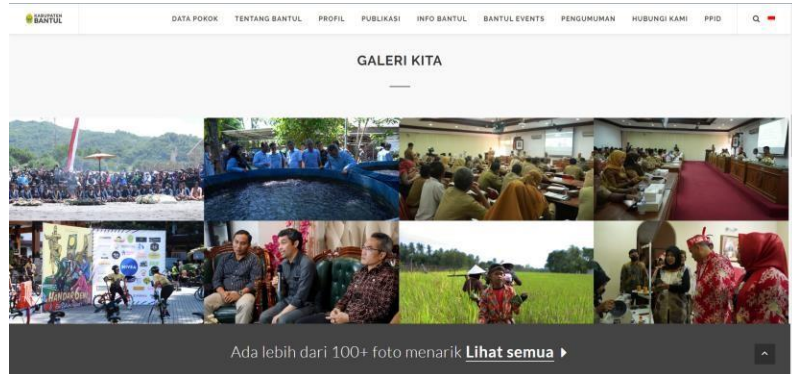 KABUPATEN
BANTUL
DATA POKOK TENTANG BANTUL PROFIL PUBLIKASI INFO BANTUL BANTUL EVENTS PENGUMUMAN HUBUNGI KAMI PPID
GALERI KITA
Ada lebih dari 100+ foto menarik Lihat semua